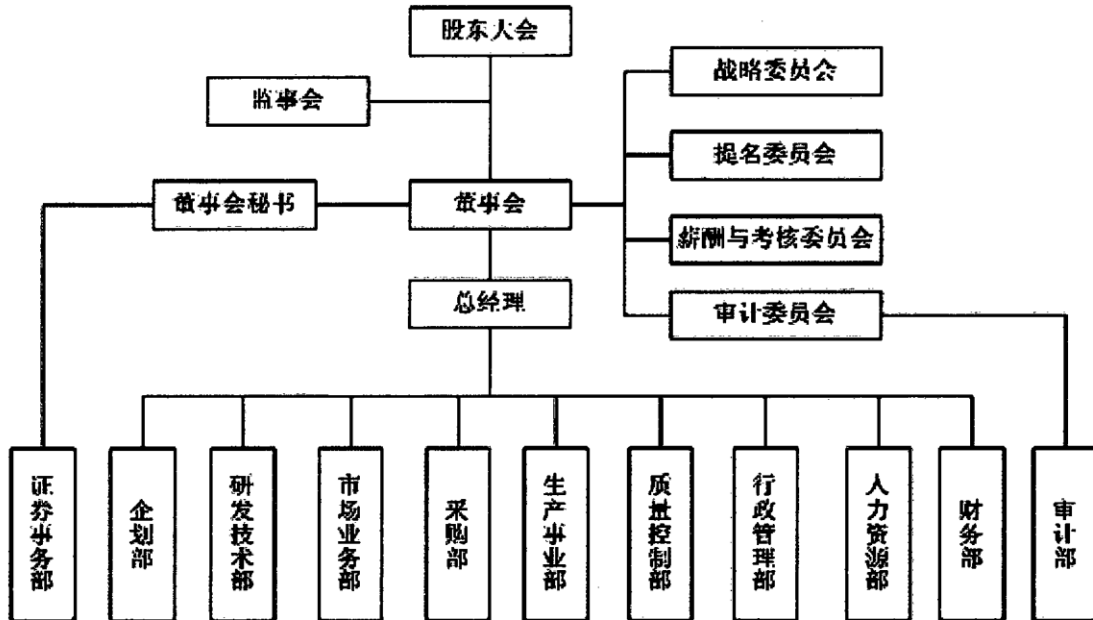 股东大会
战略委员会
监事会
提名委员会
董事会秘书
董事会
薪酬与考核委员会
总经理
审计委员会
证券事务部
企划部
研发技术部
市场业务部
采购部
生产事业部
质量控制部
行政管理部
人力资源部
财务部
审计部